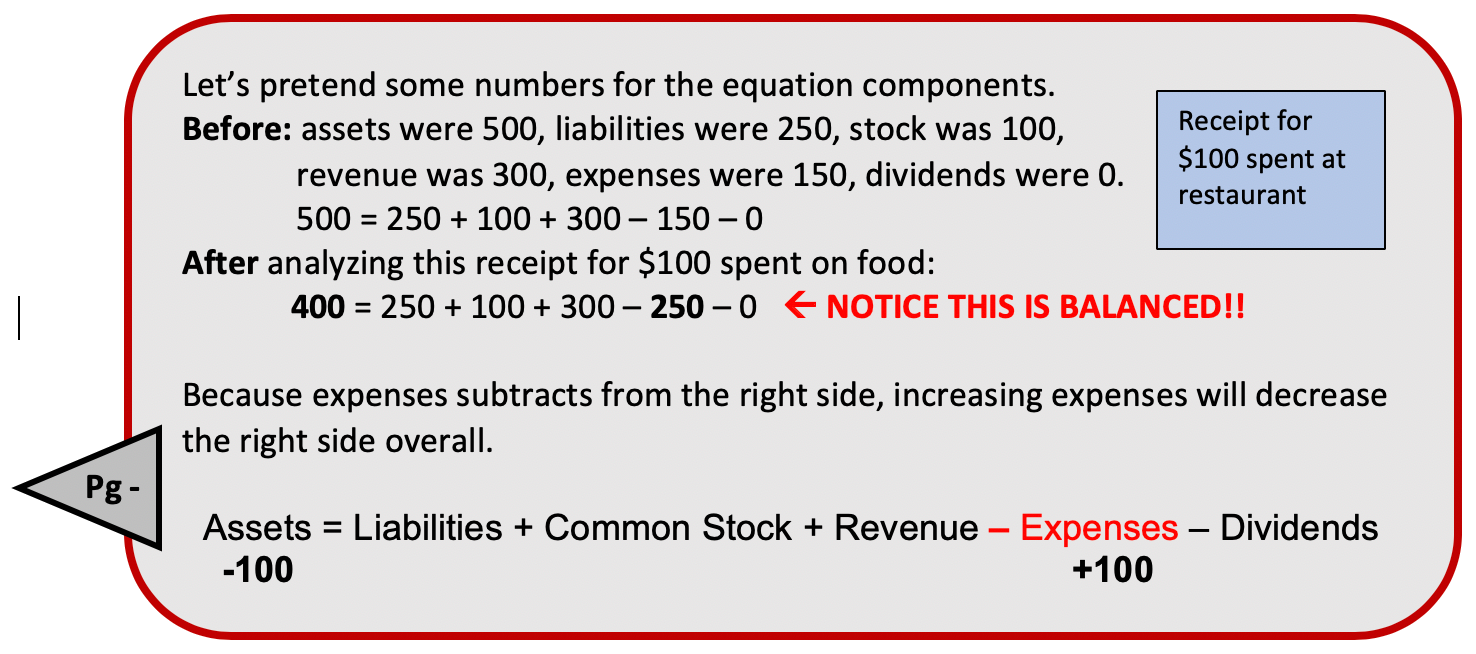 Let’s pretend some numbers for the equation components.
Before: assets were 500, liabilities were 250, stock was 100,
revenue was 300, expenses were 150, dividends were 0.
500 = 250 + 100 + 300 – 150 – 0
After analyzing this receipt for $100 spent on food:
400 = 250 + 100 + 300 – 250 – 0 ← NOTICE THIS IS BALANCED!!
Receipt for
$100 spent at
restaurant
Because expenses subtracts from the right side, increasing expenses will decrease
the right side overall.
Pg -
Assets = Liabilities + Common Stock + Revenue – Expenses – Dividends
-100 +100